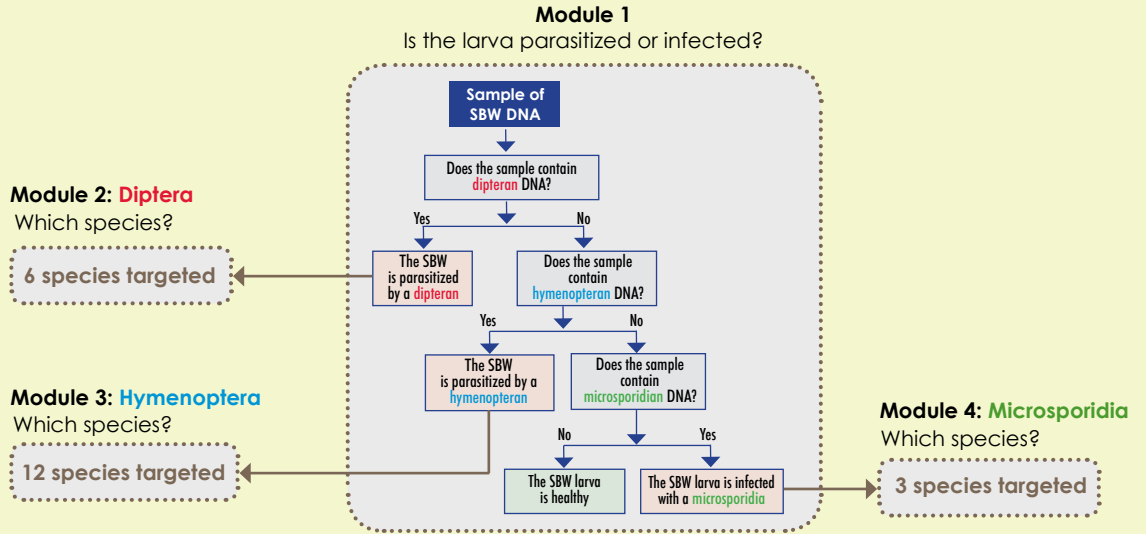 Module 1
Is the larva parasitized or infected?
Sample of
SBW DNA
Does the sample contain
dipteran DNA?
Yes
No
Module 2: Diptera
Which species?
6 species targeted
The SBW
is parasitized
by a dipteran
Does the sample
contain
hymenopteran DNA?
Yes
No
Module 3: Hymenoptera
Which species?
12 species targeted
The SBW
is parasitized by a
hymenopteran
Does the sample
contain
microsporidian DNA?
No
Yes
The SBW larva
is healthy
The SBW larva is infected
with a microsporidia
Module 4: Microsporidia
Which species?
3 species targeted